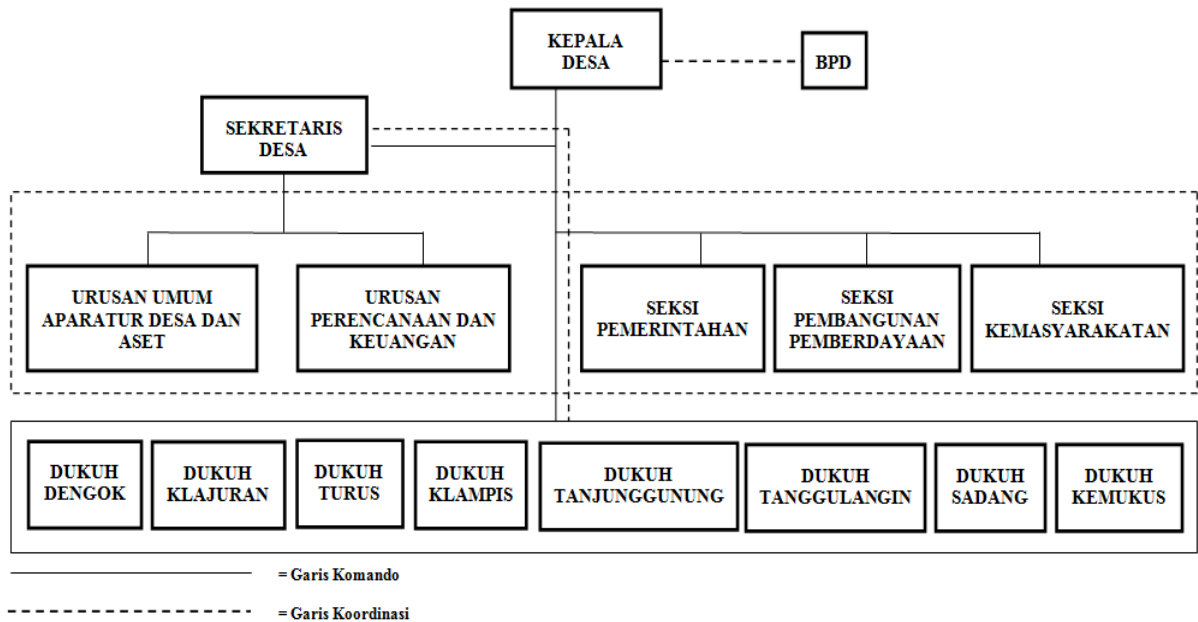 KEPALA
DESA
BPD
SEKRETARIS
DESA
URUSAN UMUM
APARATUR DESA DAN
ASET
URUSAN
PERENCANAAN DAN
KEUANGAN
SEKSI
PEMERINTAHAN
SEKSI
PEMBANGUNAN
PEMBERDAYAAN
SEKSI
KEMASYARAKATAN
DUKUH
DENGOK
DUKUH
KLAJURAN
DUKUH
TURUS
DUKUH
KLAMPIS
DUKUH
TANJUNGGUNUNG
DUKUH
TANGGULANGIN
DUKUH
SADANG
DUKUH
KEMUKUS
= Garis Komando
= Garis Koordinasi